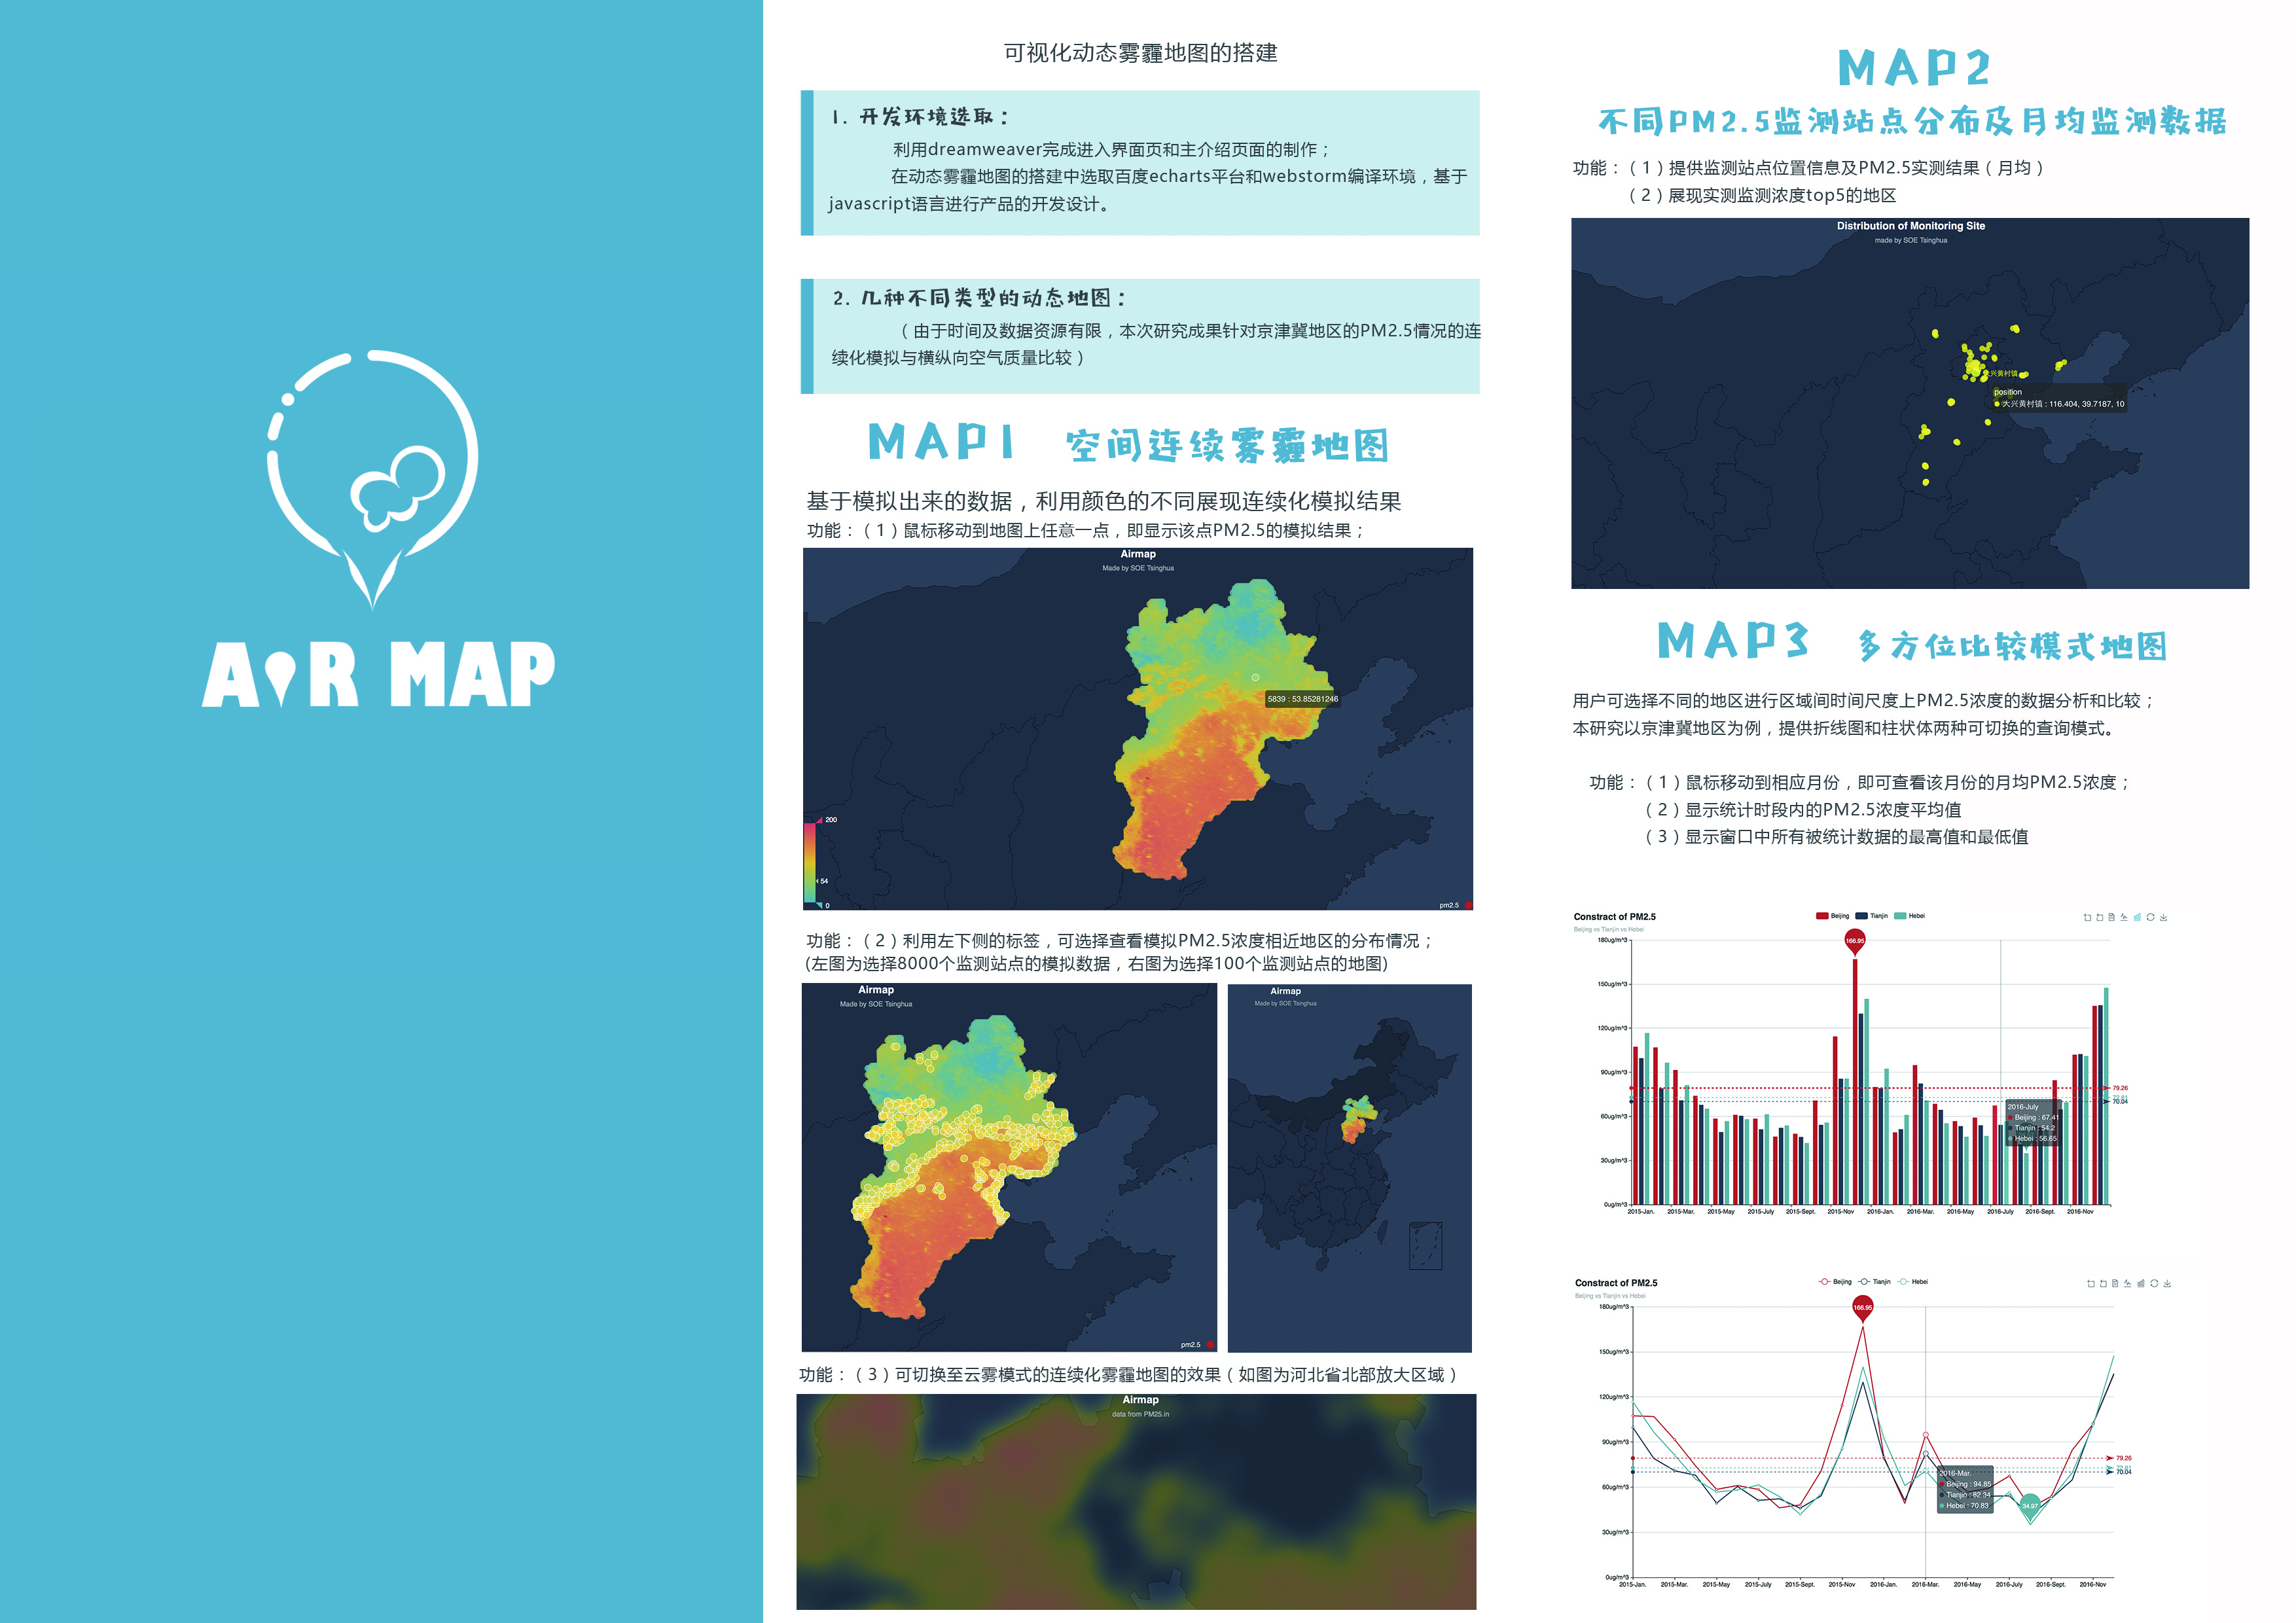 AIR MAP
可视化动态雾霾地图的搭建
1. 开发环境选取：
利用dreamweaver完成进入界面页和主介绍页面的制作；
在动态雾霾地图的搭建中选取百度echarts平台和webstorm编译环境，基于
javascript语言进行产品的开发设计。
2. 几种不同类型的动态地图：
（由于时间及数据资源有限，本次研究成果针对京津冀地区的PM2.5情况的连
续化模拟与横纵向空气质量比较）
MAP1 空间连续雾霾地图
基于模拟出来的数据，利用颜色的不同展现连续化模拟结果
功能：（1）鼠标移动到地图上任意一点，即显示该点PM2.5的模拟结果；
Airmap
Made by SOE Tsinghua
5839 : 53.85281246
200
54
0
pm2.5
功能：（2）利用左下侧的标签，可选择查看模拟PM2.5浓度相近地区的分布情况；
(左图为选择8000个监测站点的模拟数据，右图为选择100个监测站点的地图)
Airmap
Made by SOE Tsinghua
pm2.5
Airmap
Made by SOE Tsinghua
功能：（3）可切换至云雾模式的连续化雾霾地图的效果（如图为河北省北部放大区域）
Airmap
data from PM25.in
MAP2
不同PM2.5监测站点分布及月均监测数据
功能：（1）提供监测站点位置信息及PM2.5实测结果（月均）
（2）展现实测监测浓度top5的地区
Distribution of Monitoring Site
made by SOE Tsinghua
大兴黄村镇
position
大兴黄村镇 : 116.404, 39.7187, 10
MAP3 多方位比较模式地图
用户可选择不同的地区进行区域间时间尺度上PM2.5浓度的数据分析和比较；
本研究以京津冀地区为例，提供折线图和柱状体两种可切换的查询模式。
功能：（1）鼠标移动到相应月份，即可查看该月份的月均PM2.5浓度；
（2）显示统计时段内的PM2.5浓度平均值
（3）显示窗口中所有被统计数据的最高值和最低值
Constract of PM2.5
Beijing vs Tianjin vs Hebei
Beijing Tianjin Hebei
180ug/m^3
150ug/m^3
120ug/m^3
90ug/m^3
60ug/m^3
30ug/m^3
0ug/m^3
166.95
79.26
70.04
2016-July
Beijing : 67.41
Tianjin : 54.2
Hebei : 56.65
2015-Jan. 2015-Mar. 2015-May 2015-July 2015-Sept. 2015-Nov 2016-Jan. 2016-Mar. 2016-May 2016-July 2016-Sept. 2016-Nov
Constract of PM2.5
Beijing vs Tianjin vs Hebei
Beijing Tianjin Hebei
180ug/m^3
150ug/m^3
120ug/m^3
90ug/m^3
60ug/m^3
30ug/m^3
0ug/m^3
166.95
79.26
70.04
2016-Mar.
Beijing : 94.85
Tianjin : 82.34
Hebei : 70.83
34.97
2015-Jan. 2015-Mar. 2015-May 2015-July 2015-Sept. 2015-Nov 2016-Jan. 2016-Mar. 2016-May 2016-July 2016-Sept. 2016-Nov